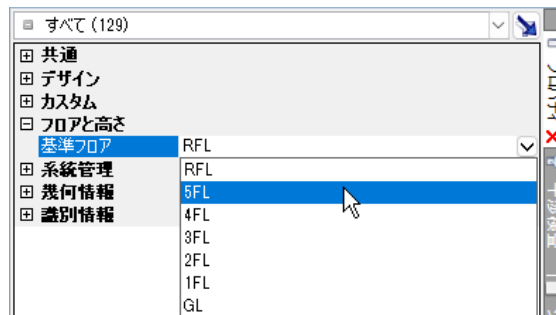 すべて (129)
共通
デザイン
カスタム
フロアと高さ
基準フロア RFL
系統管理 RFL
幾何情報 5FL
識別情報 4FL
3FL
2FL
1FL
GL